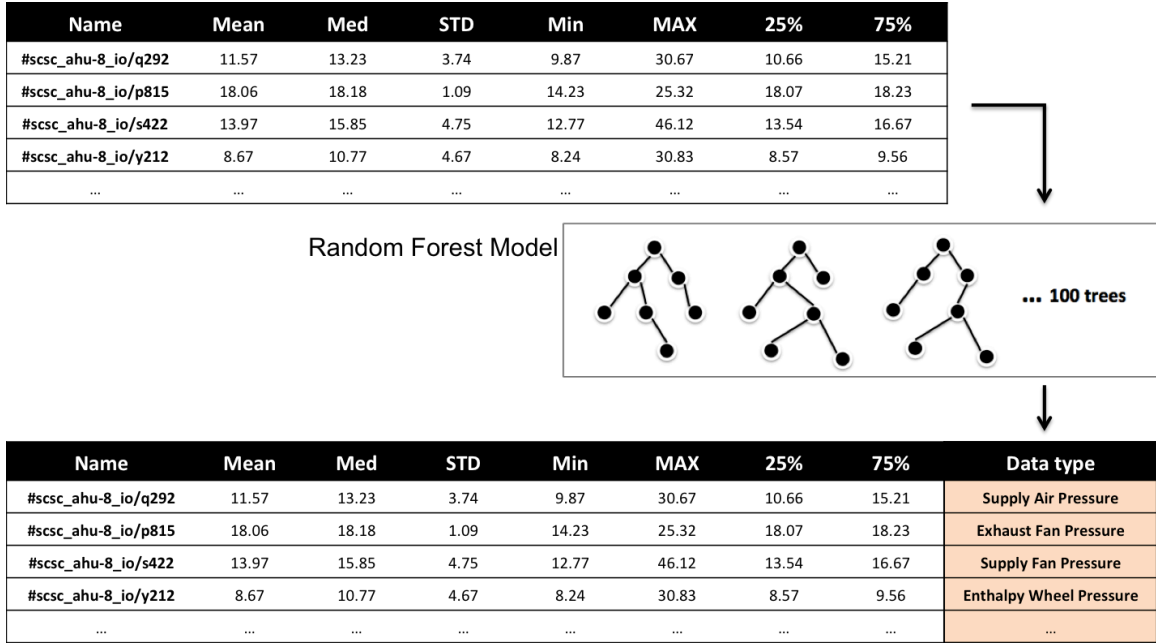 Name Mean Med STD Min MAX 25% 75%
#scsc_ahu-8_io/q292 11.57 13.23 3.74 9.87 30.67 10.66 15.21
#scsc_ahu-8_io/p815 18.06 18.18 1.09 14.23 25.32 18.07 18.23
#scsc_ahu-8_io/s422 13.97 15.85 4.75 12.77 46.12 13.54 16.67
#scsc_ahu-8_io/y212 8.67 10.77 4.67 8.24 30.83 8.57 9.56
... ... ... ... ... ... ... ...
Random Forest Model
... 100 trees
Name Mean Med STD Min MAX 25% 75% Data type
#scsc_ahu-8_io/q292 11.57 13.23 3.74 9.87 30.67 10.66 15.21 Supply Air Pressure
#scsc_ahu-8_io/p815 18.06 18.18 1.09 14.23 25.32 18.07 18.23 Exhaust Fan Pressure
#scsc_ahu-8_io/s422 13.97 15.85 4.75 12.77 46.12 13.54 16.67 Supply Fan Pressure
#scsc_ahu-8_io/y212 8.67 10.77 4.67 8.24 30.83 8.57 9.56 Enthalpy Wheel Pressure
... ... ... ... ... ... ... ... ...